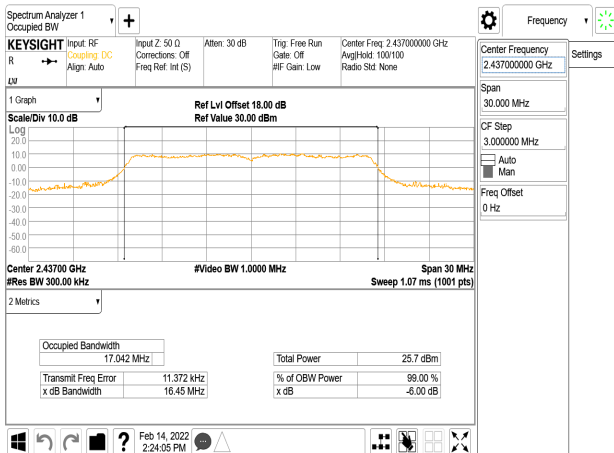 Spectrum Analyzer 1
Occupied BW
Frequency
KEYSIGHT
R
LXI
Input: RF
Coupling: DC
Align: Auto
Input Z: 50 Ω
Corrections: Off
Freq Ref: Int (S)
Atten: 30 dB
Trig: Free Run
Gate: Off
#IF Gain: Low
Center Freq: 2.437000000 GHz
Avg|Hold: 100/100
Radio Std: None
Center Frequency
2.437000000 GHz
Settings
Span
30.000 MHz
CF Step
3.000000 MHz
Auto
Man
Freq Offset
0 Hz
1 Graph
Scale/Div 10.0 dB
Ref Lvl Offset 18.00 dB
Ref Value 30.00 dBm
Log
20.0
10.0
0.00
-10.0
-20.0
-30.0
-40.0
-50.0
-60.0
Center 2.43700 GHz
#Video BW 1.0000 MHz
Span 30 MHz
#Res BW 300.00 kHz
Sweep 1.07 ms (1001 pts)
2 Metrics
Occupied Bandwidth
17.042 MHz
Total Power 25.7 dBm
Transmit Freq Error 11.372 kHz
% of OBW Power 99.00 %
x dB Bandwidth 16.45 MHz
x dB -6.00 dB
?
Feb 14, 2022
2:24:05 PM